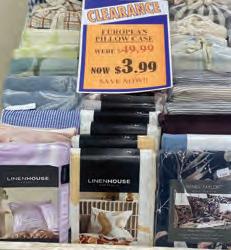 CLEARANCE
EUROPEAN
PILLOW CASE
WERE $49.99
NOW $3.99
SAVE NOW!!
LINENHOUSE
LINENHOUSE